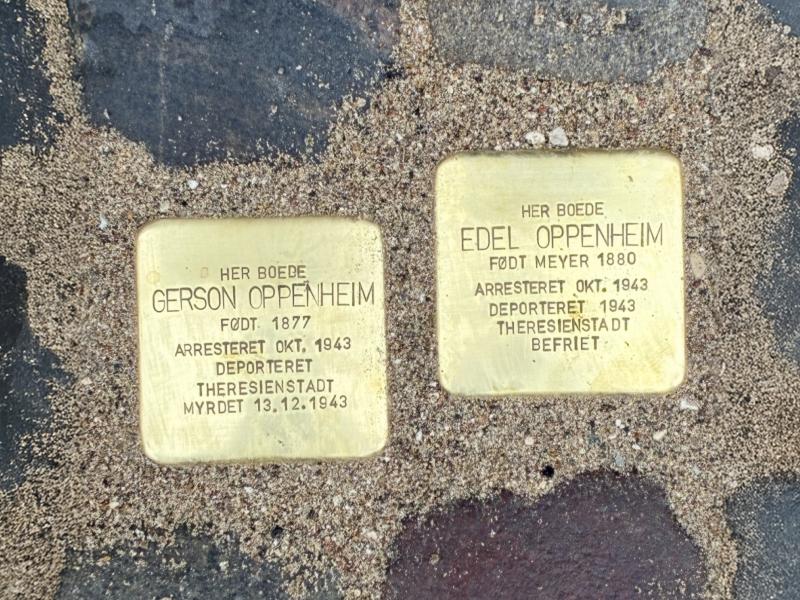 HER BOEDE
GERSON OPPENHEIM
FØDT 1877
ARRESTERET OKT. 1943
DEPORTERET
THERESIENSTADT
MYRDET 13.12.1943
HER BOEDE
EDEL OPPENHEIM
FØDT MEYER 1880
ARRESTERET OKT. 1943
DEPORTERET 1943
THERESIENSTADT
BEFRIET